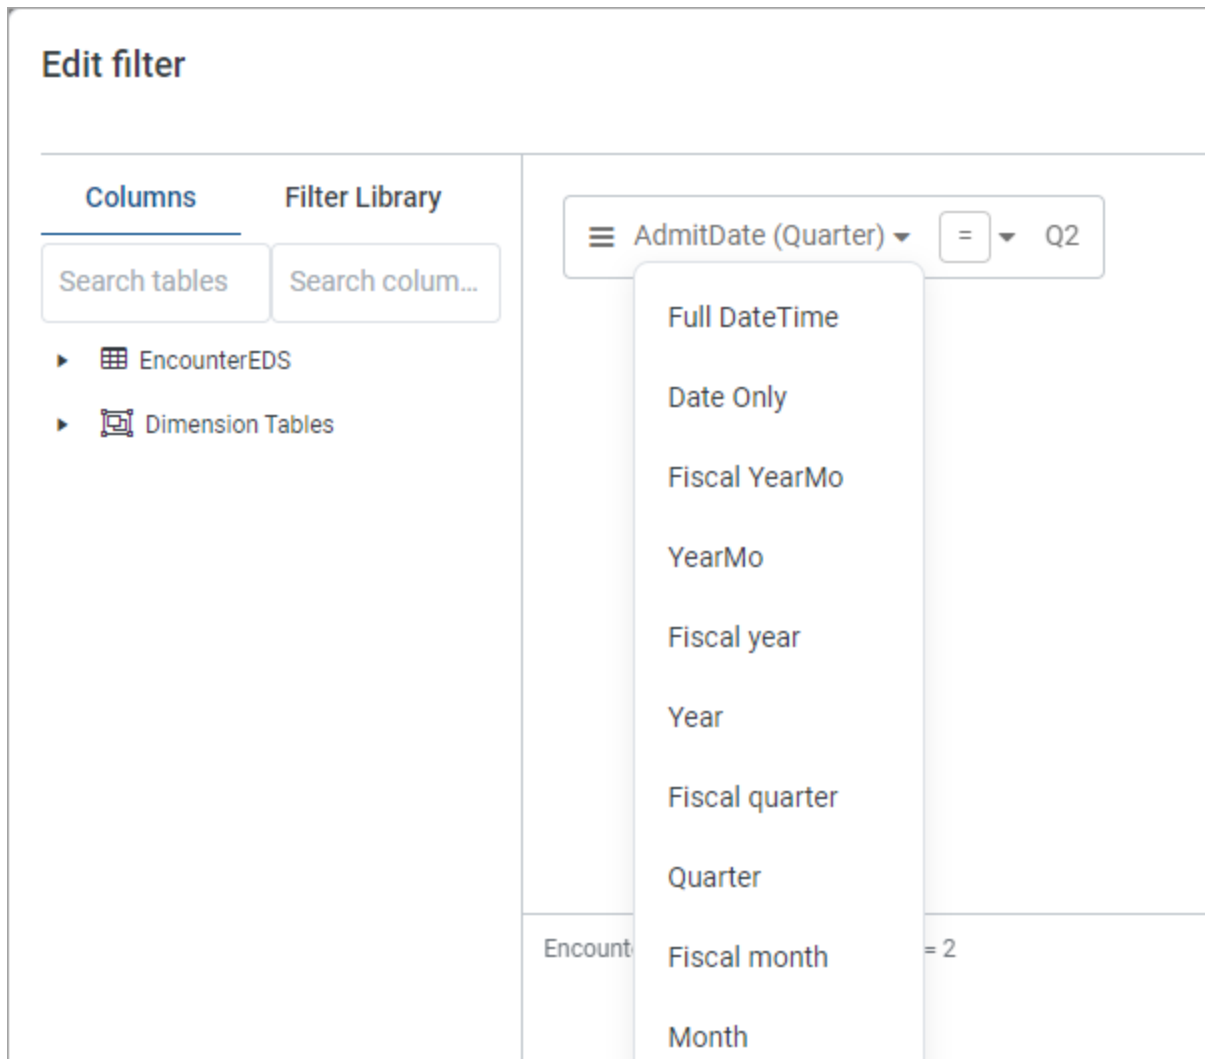 Edit filter
Columns
Filter Library
Search tables
Search colum...
EncounterEDS
Dimension Tables
AdmitDate (Quarter)
=
Q2
Full DateTime
Date Only
Fiscal YearMo
YearMo
Fiscal year
Year
Fiscal quarter
Quarter
Fiscal month
Month
= 2